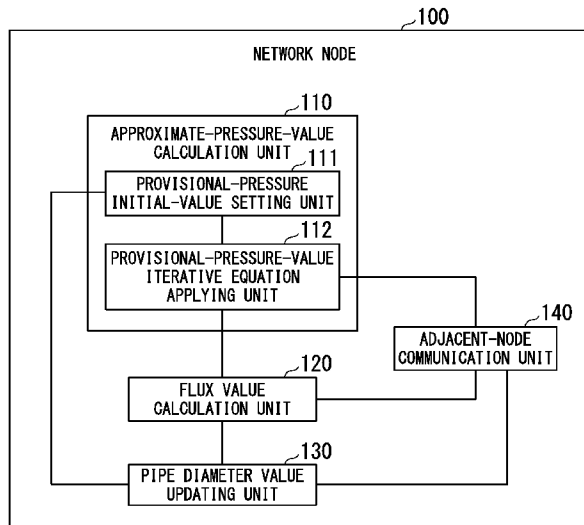 100
NETWORK NODE
110
APPROXIMATE-PRESSURE-VALUE
CALCULATION UNIT
111
PROVISIONAL-PRESSURE
INITIAL-VALUE SETTING UNIT
112
PROVISIONAL-PRESSURE-VALUE
ITERATIVE EQUATION
APPLYING UNIT
140
ADJACENT-NODE
COMMUNICATION UNIT
120
FLUX VALUE
CALCULATION UNIT
130
PIPE DIAMETER VALUE
UPDATING UNIT